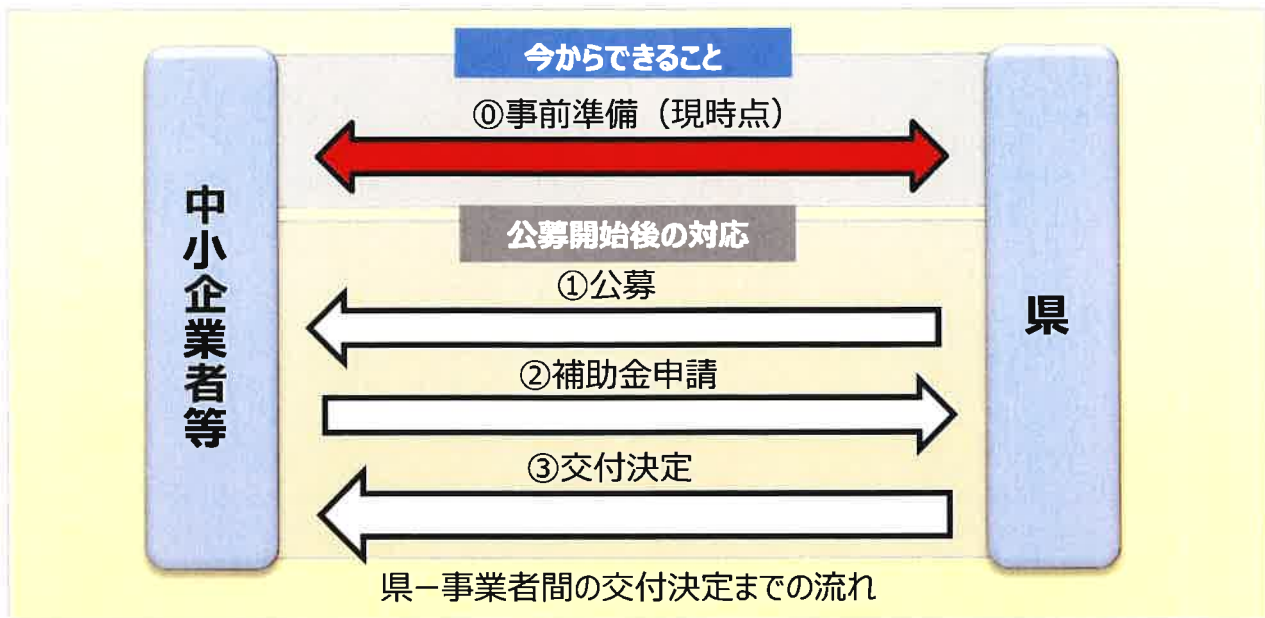 今からできること
⓪事前準備（現時点）
中小企業者等
公募開始後の対応
①公募
県
②補助金申請
③交付決定
県－事業者間の交付決定までの流れ